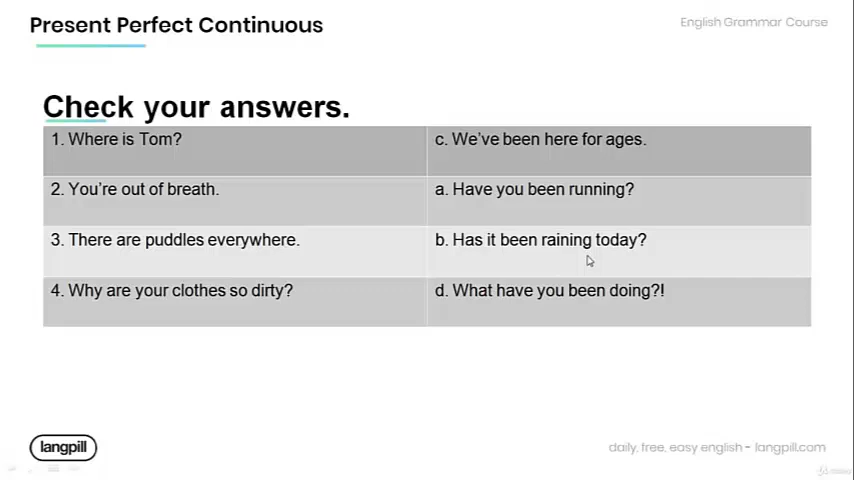 Present Perfect Continuous
English Grammar Course
Check your answers.
1. Where is Tom?
c. We've been here for ages.
2. You're out of breath.
a. Have you been running?
3. There are puddles everywhere.
b. Has it been raining today?
4. Why are your clothes so dirty?
d. What have you been doing?!
langpill
daily, free, easy english - langpill.com